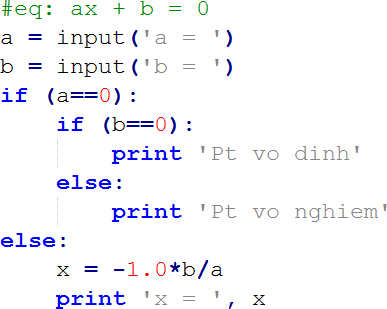 #eq: ax + b = 0
a = input('a = ')
b = input('b = ')
if (a==0):
    if (b==0):
        print 'Pt vo dinh'
    else:
        print 'Pt vo nghiem'
else:
    x = -1.0*b/a
    print 'x = ', x